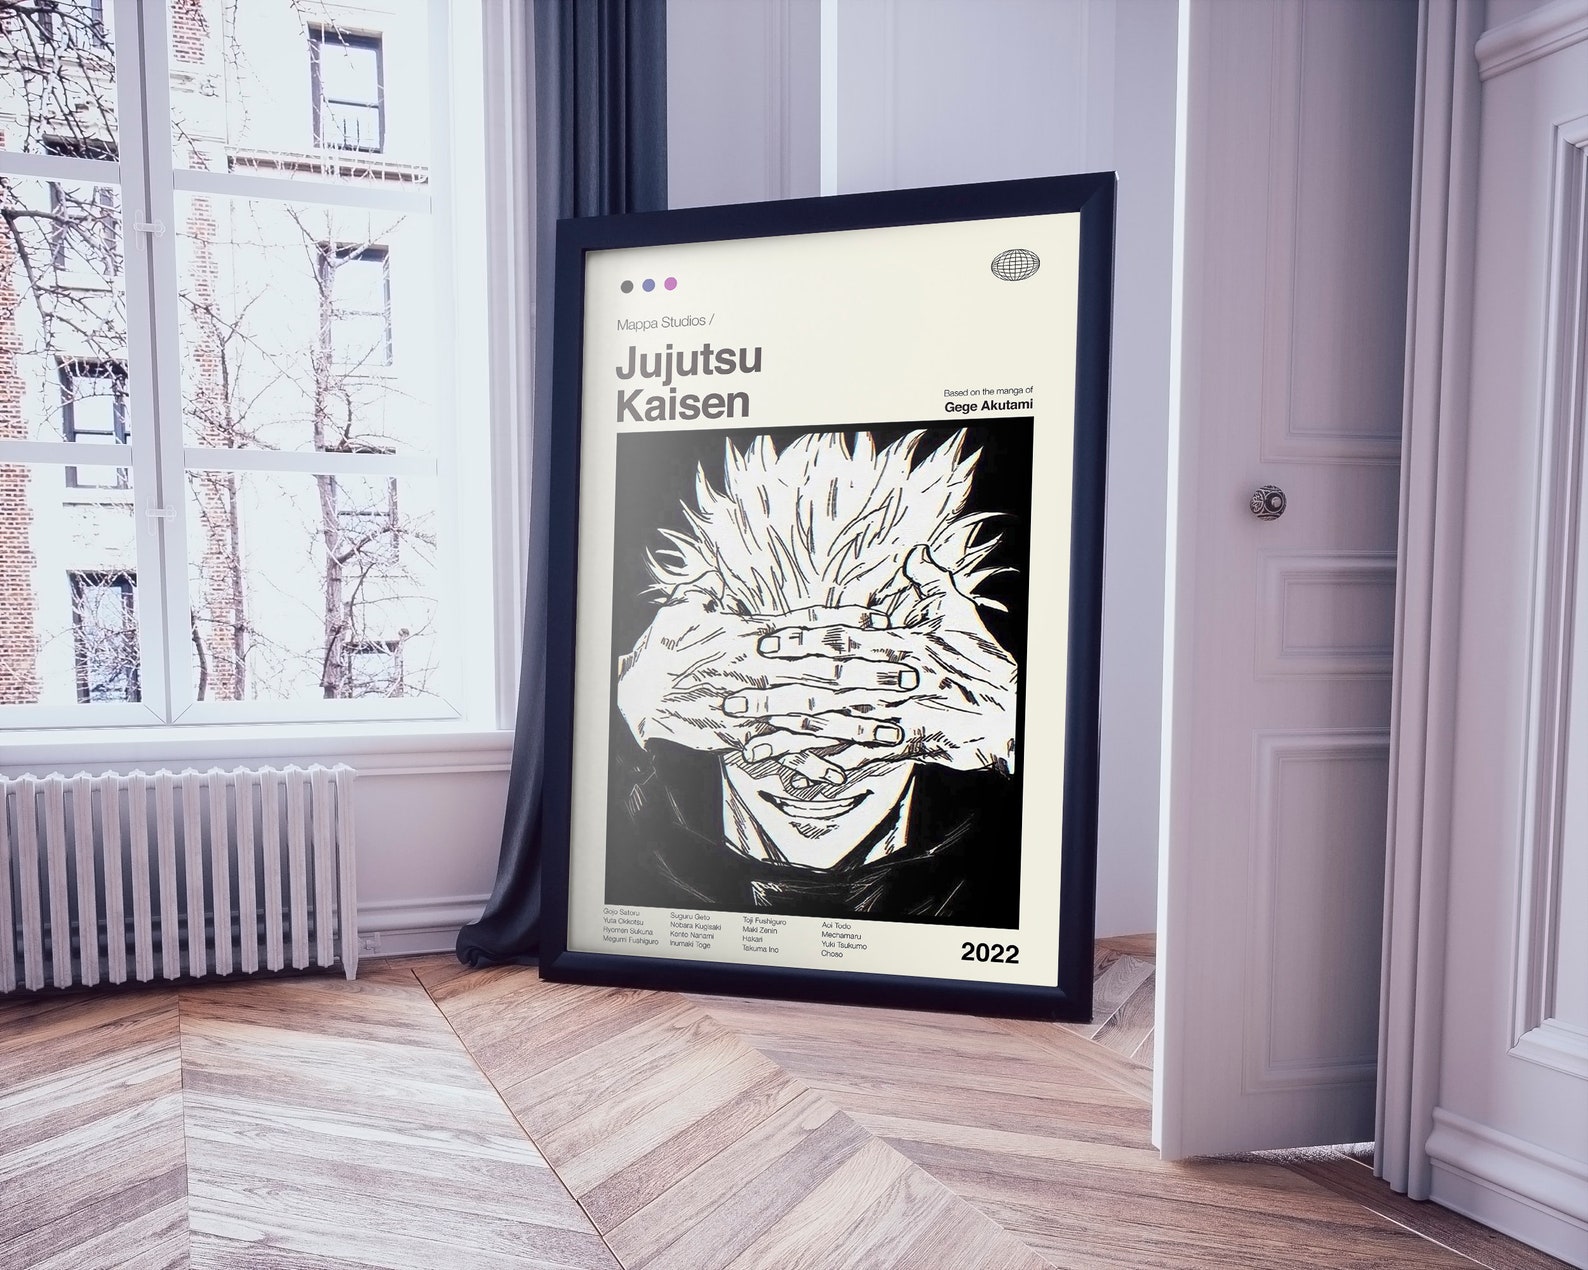 Mappa Studios /
Jujutsu
Kaisen
Based on the manga of
Gege Akutami
Gojo Satoru
Yuta Okkotsu
Ryomen Sukuna
Megumi Fushiguro
Suguru Geto
Nobara Kugisaki
Kento Nanami
Inumaki Toge
Toji Fushiguro
Maki Zenin
Hakari
Takuma Ino
Aoi Todo
Mechamaru
Yuki Tsukumo
Choso
2022